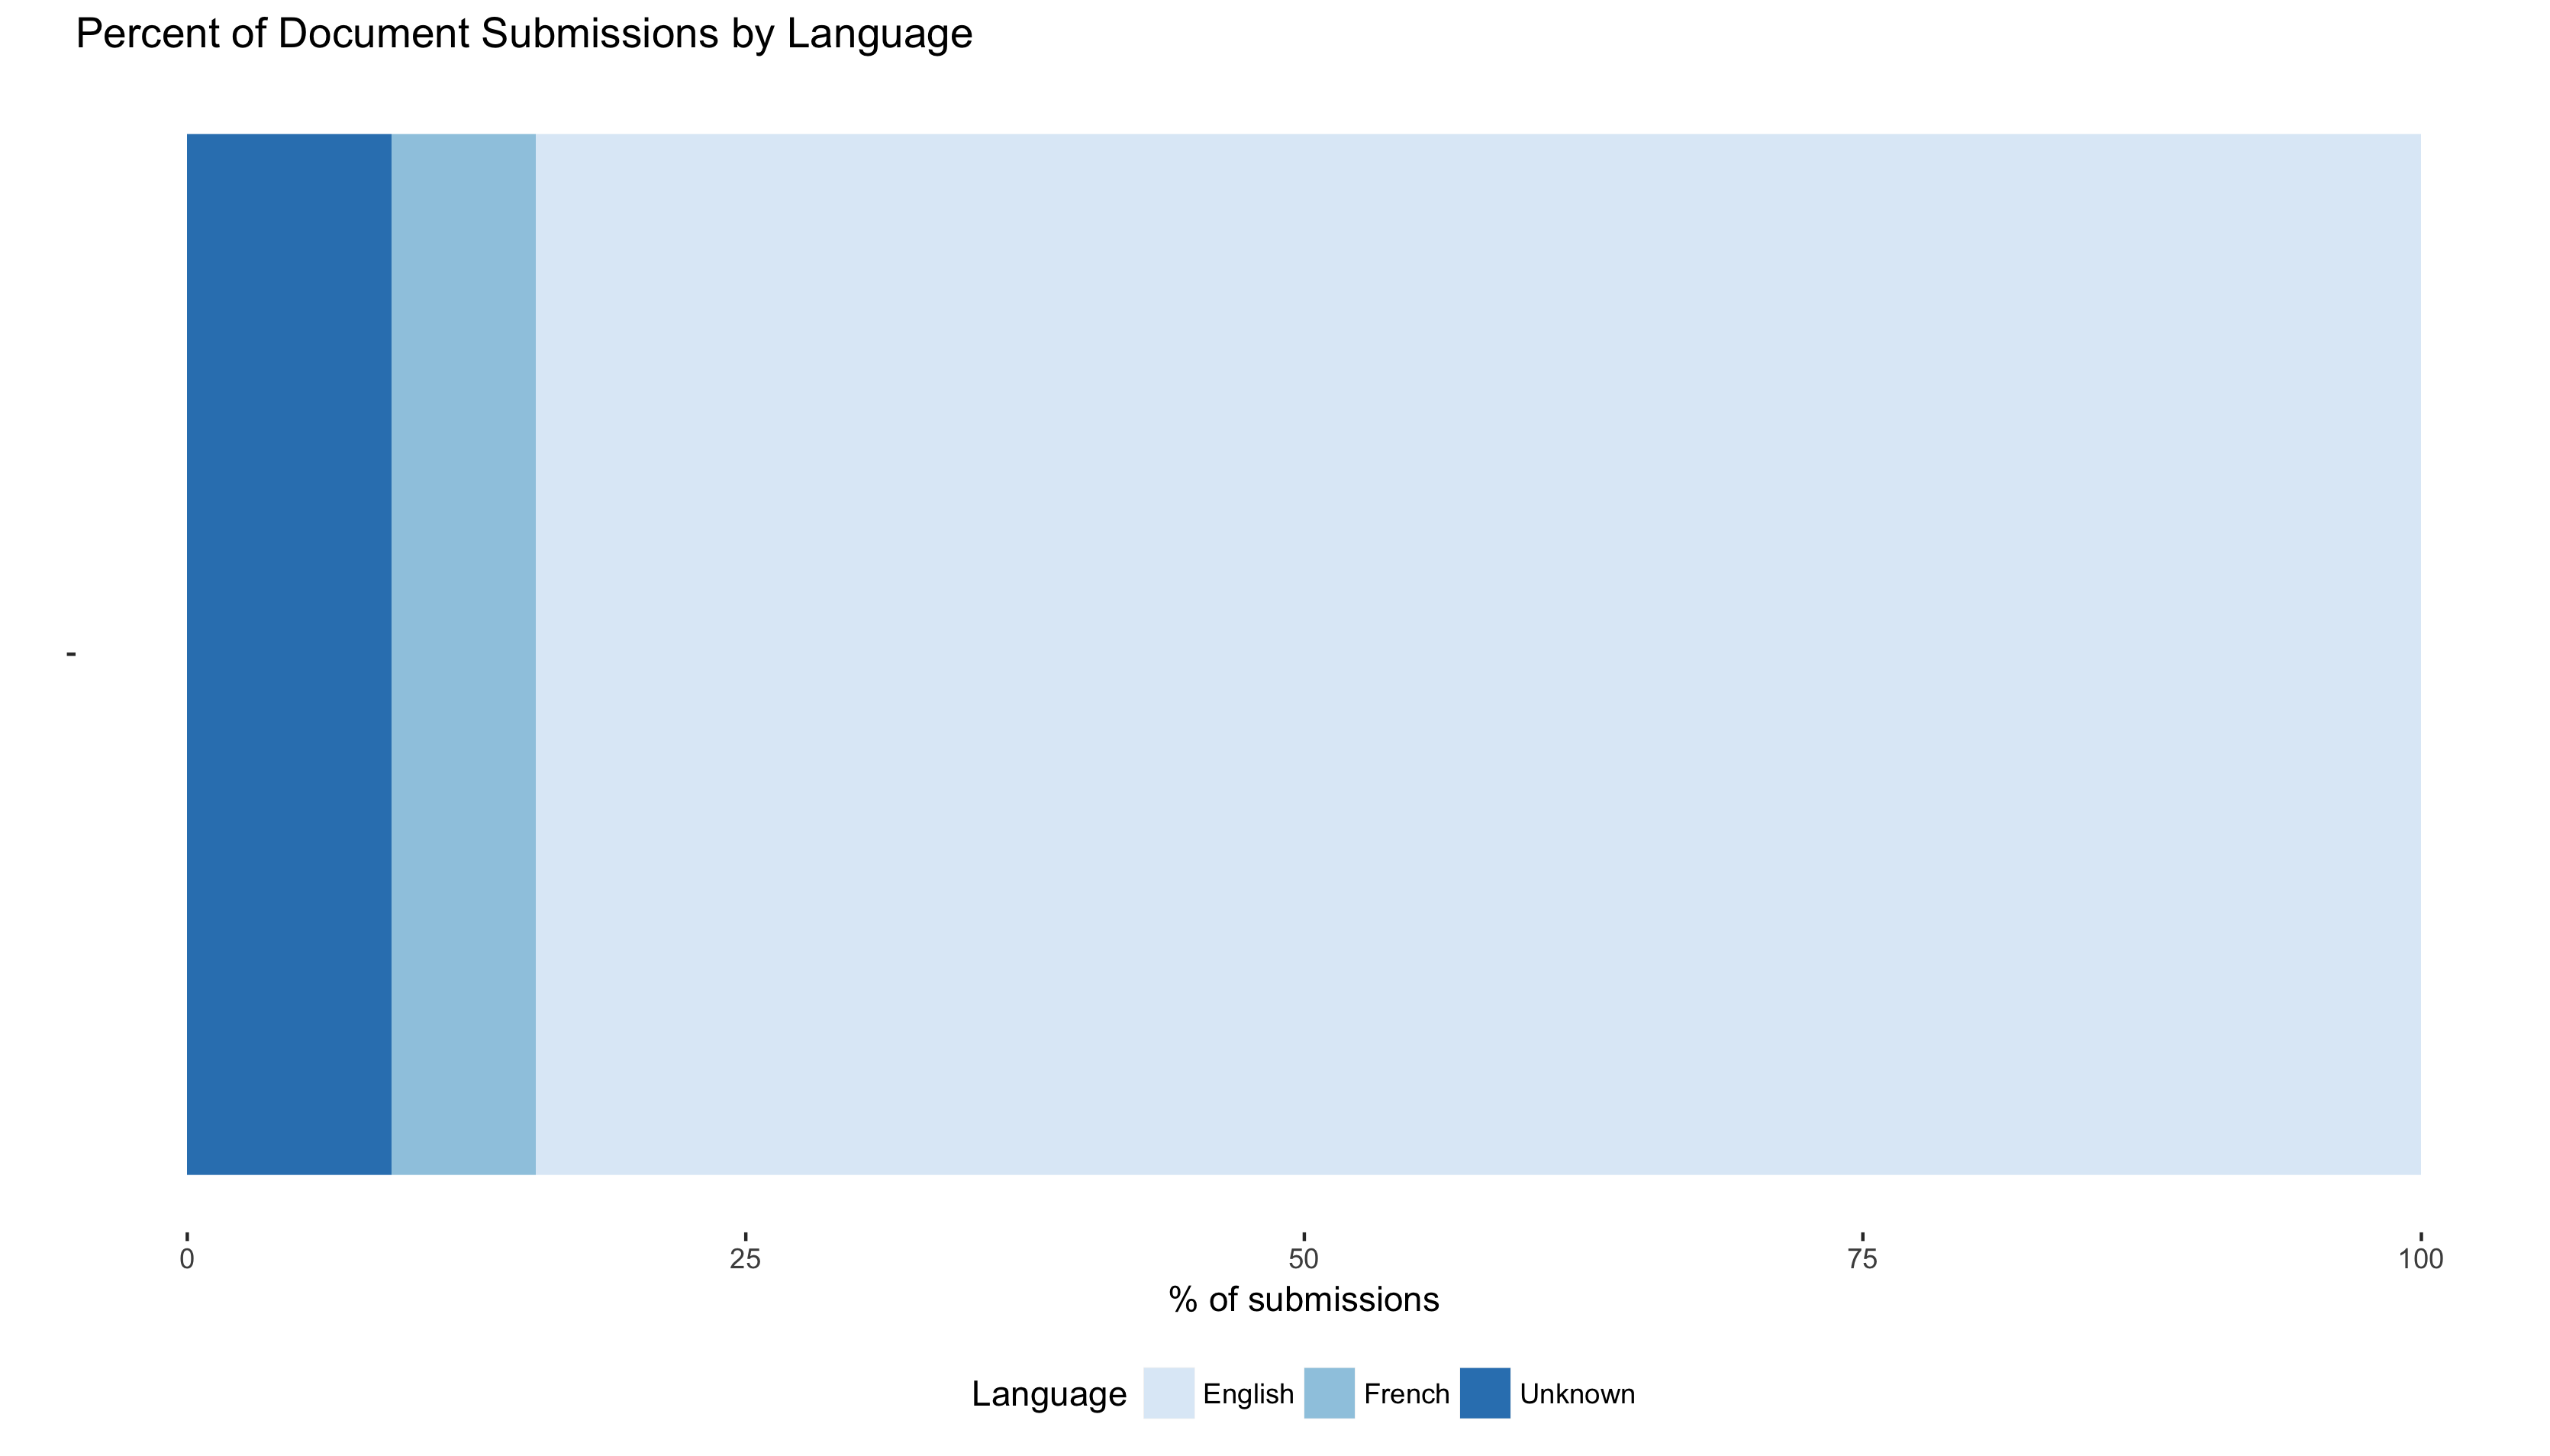 Percent of Document Submissions by Language
0 25 50 75 100
% of submissions
Language English French Unknown